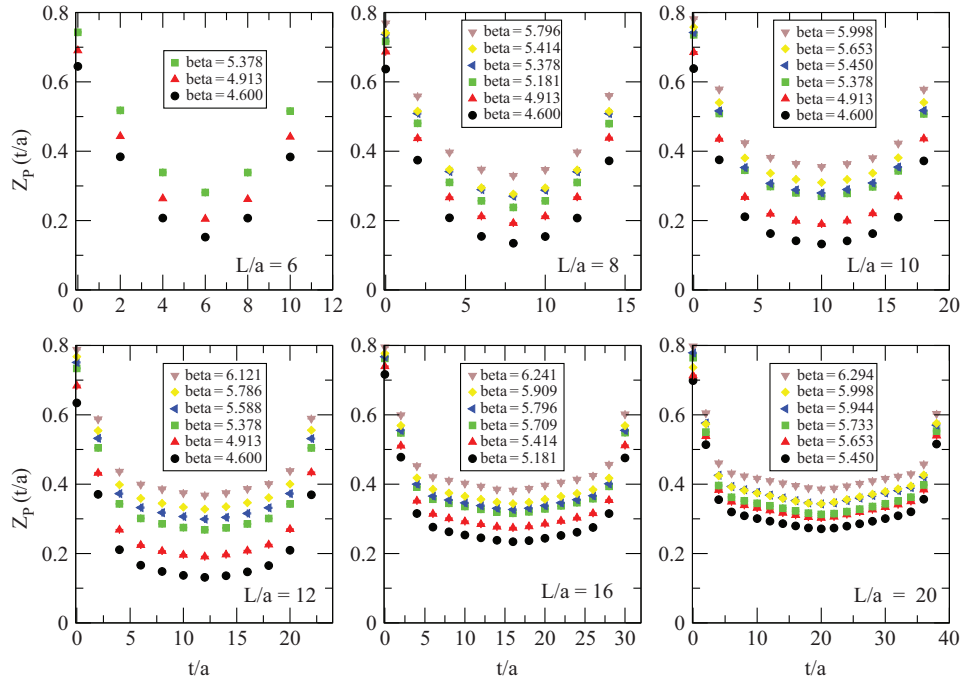 beta = 5.378
beta = 4.913
beta = 4.600
L/a = 6
0.8
0.6
0.4
0.2
0
0 2 4 6 8 10 12
Z_P(t/a)
beta = 5.796
beta = 5.414
beta = 5.378
beta = 5.181
beta = 4.913
beta = 4.600
L/a = 8
0 5 10 15
beta = 5.998
beta = 5.653
beta = 5.450
beta = 5.378
beta = 4.913
beta = 4.600
L/a = 10
0 5 10 15 20
beta = 6.121
beta = 5.786
beta = 5.588
beta = 5.378
beta = 4.913
beta = 4.600
L/a = 12
0.8
0.6
0.4
0.2
0
0 5 10 15 20
Z_P(t/a)
t/a
beta = 6.241
beta = 5.909
beta = 5.796
beta = 5.709
beta = 5.414
beta = 5.181
L/a = 16
0 5 10 15 20 25 30
t/a
beta = 6.294
beta = 5.998
beta = 5.944
beta = 5.733
beta = 5.653
beta = 5.450
L/a = 20
0 10 20 30 40
t/a